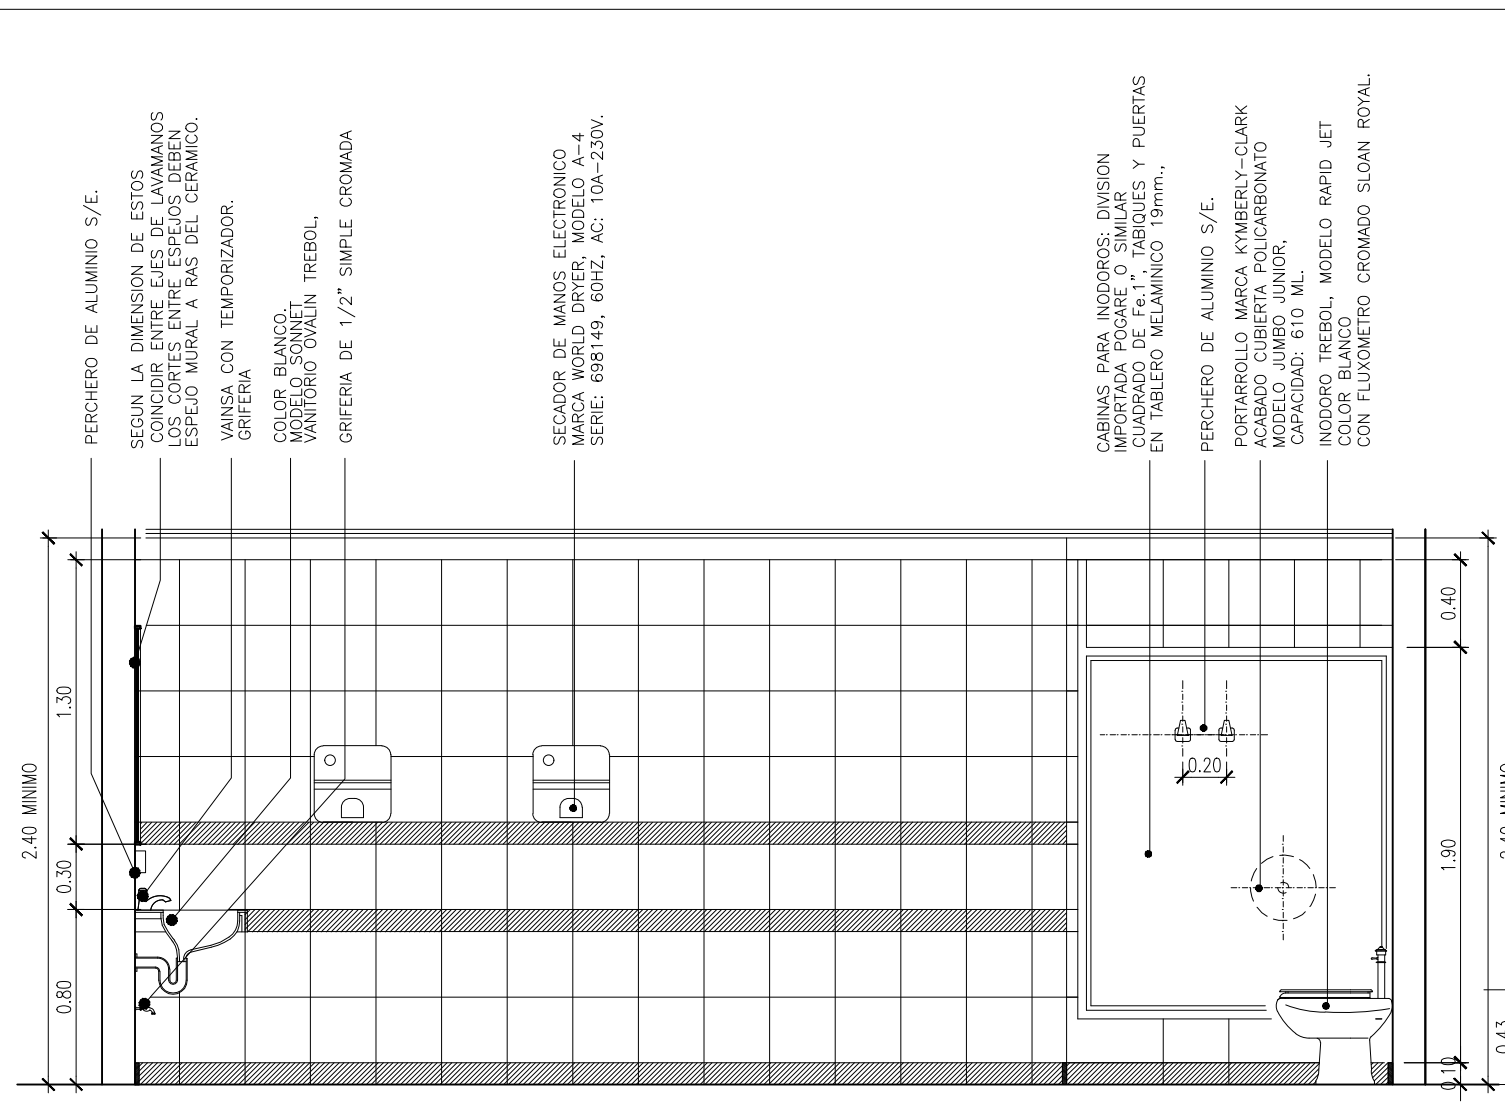 PERCHERO DE ALUMINIO S/E.
SEGUN LA DIMENSION DE ESTOS
COINCIDIR ENTRE EJES DE LAVAMANOS
LOS CORTES ENTRE ESPEJOS DEBEN
ESPEJO MURAL A RAS DEL CERAMICO.
VAINSA CON TEMPORIZADOR.
GRIFERIA
COLOR BLANCO.
MODELO SONNET
VANITORIO OVALIN TREBOL,
GRIFERIA DE 1/2" SIMPLE CROMADA
SECADOR DE MANOS ELECTRONICO
MARCA WORLD DRYER, MODELO A-4
SERIE: 698149, 60HZ, AC: 10A-230V.
CABINAS PARA INODOROS: DIVISION
IMPORTADA POGARE O SIMILAR
CUADRADO DE Fe.1", TABIQUES Y PUERTAS
EN TABLERO MELAMINICO 19mm.,
PERCHERO DE ALUMINIO S/E.
PORTARROLLO MARCA KYMBERLY-CLARK
ACABADO CUBIERTA POLICARBONATO
MODELO JUMBO JUNIOR,
CAPACIDAD: 610 ML.
INODORO TREBOL, MODELO RAPID JET
COLOR BLANCO
CON FLUXOMETRO CROMADO SLOAN ROYAL.
2.40 MINIMO
1.30
0.30
0.80
0.20
0.40
1.90
0.10
2.40 MINIMO
0.43